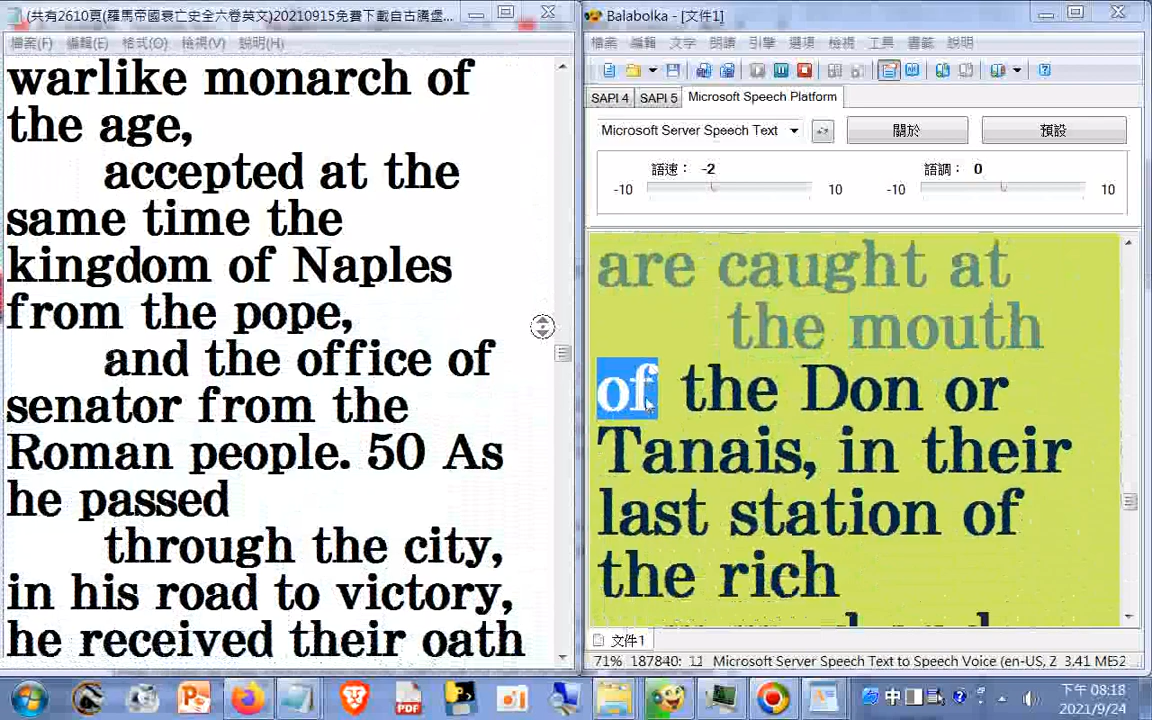 (共有2610頁(羅馬帝國衰亡史全六卷英文)20210915免費下載自古騰堡...
檔案(F) 編輯(E) 格式(O) 檢視(V) 說明(H)
warlike monarch of
the age,
accepted at the
same time the
kingdom of Naples
from the pope,
and the office of
senator from the
Roman people. 50 As
he passed
through the city,
in his road to victory,
he received their oath
Balabolka - [文件1]
檔案 編輯 文字 朗讀 引擎 選項 檢視 工具 書籤 說明
SAPI 4 SAPI 5 Microsoft Speech Platform
Microsoft Server Speech Text 關於 預設
語速： -2 語調： 0
-10 10 -10 10
are caught at
the mouth
of the Don or
Tanais, in their
last station of
the rich
文件1
71% 187840: 11 Microsoft Server Speech Text to Speech Voice (en-US, Z 3.41 ME52
中 下午 08:18
2021/9/24